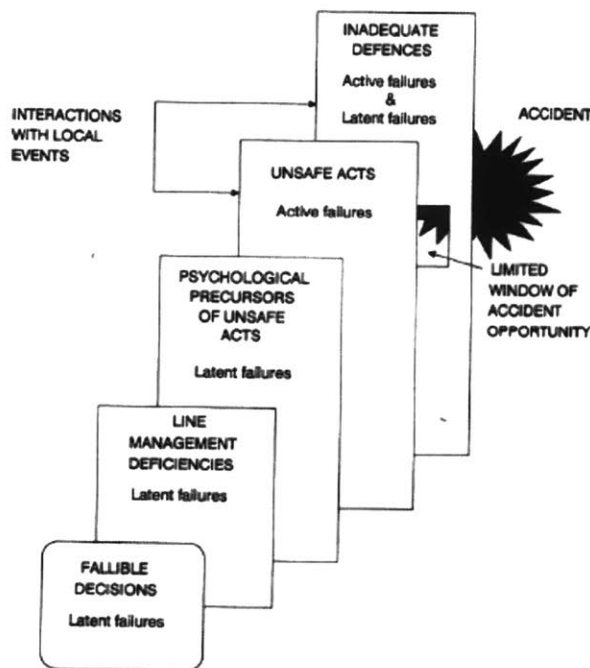 INADEQUATE
DEFENCES
Active failures
&
Latent failures
INTERACTIONS
WITH LOCAL
EVENTS
ACCIDENT
UNSAFE ACTS
Active failures
LIMITED
WINDOW OF
ACCIDENT
OPPORTUNITY
PSYCHOLOGICAL
PRECURSORS
OF UNSAFE
ACTS
Latent failures
LINE
MANAGEMENT
DEFICIENCIES
Latent failures
FALLIBLE
DECISIONS
Latent failures